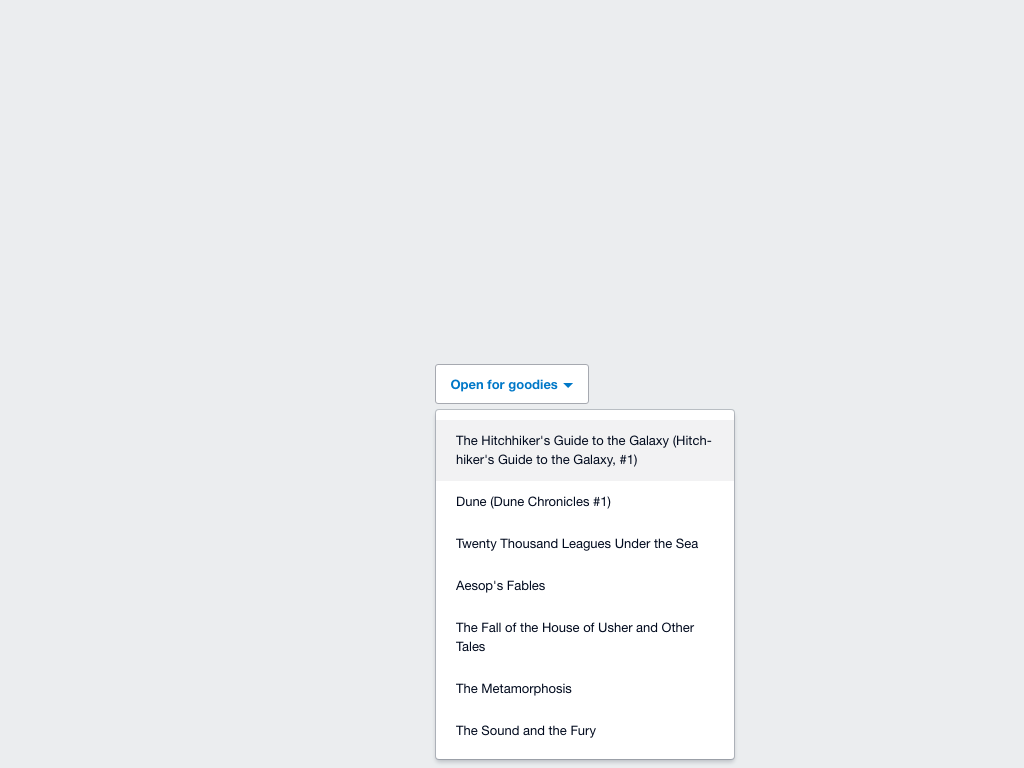 Open for goodies
The Hitchhiker's Guide to the Galaxy (Hitch-
hiker's Guide to the Galaxy, #1)
Dune (Dune Chronicles #1)
Twenty Thousand Leagues Under the Sea
Aesop's Fables
The Fall of the House of Usher and Other
Tales
The Metamorphosis
The Sound and the Fury